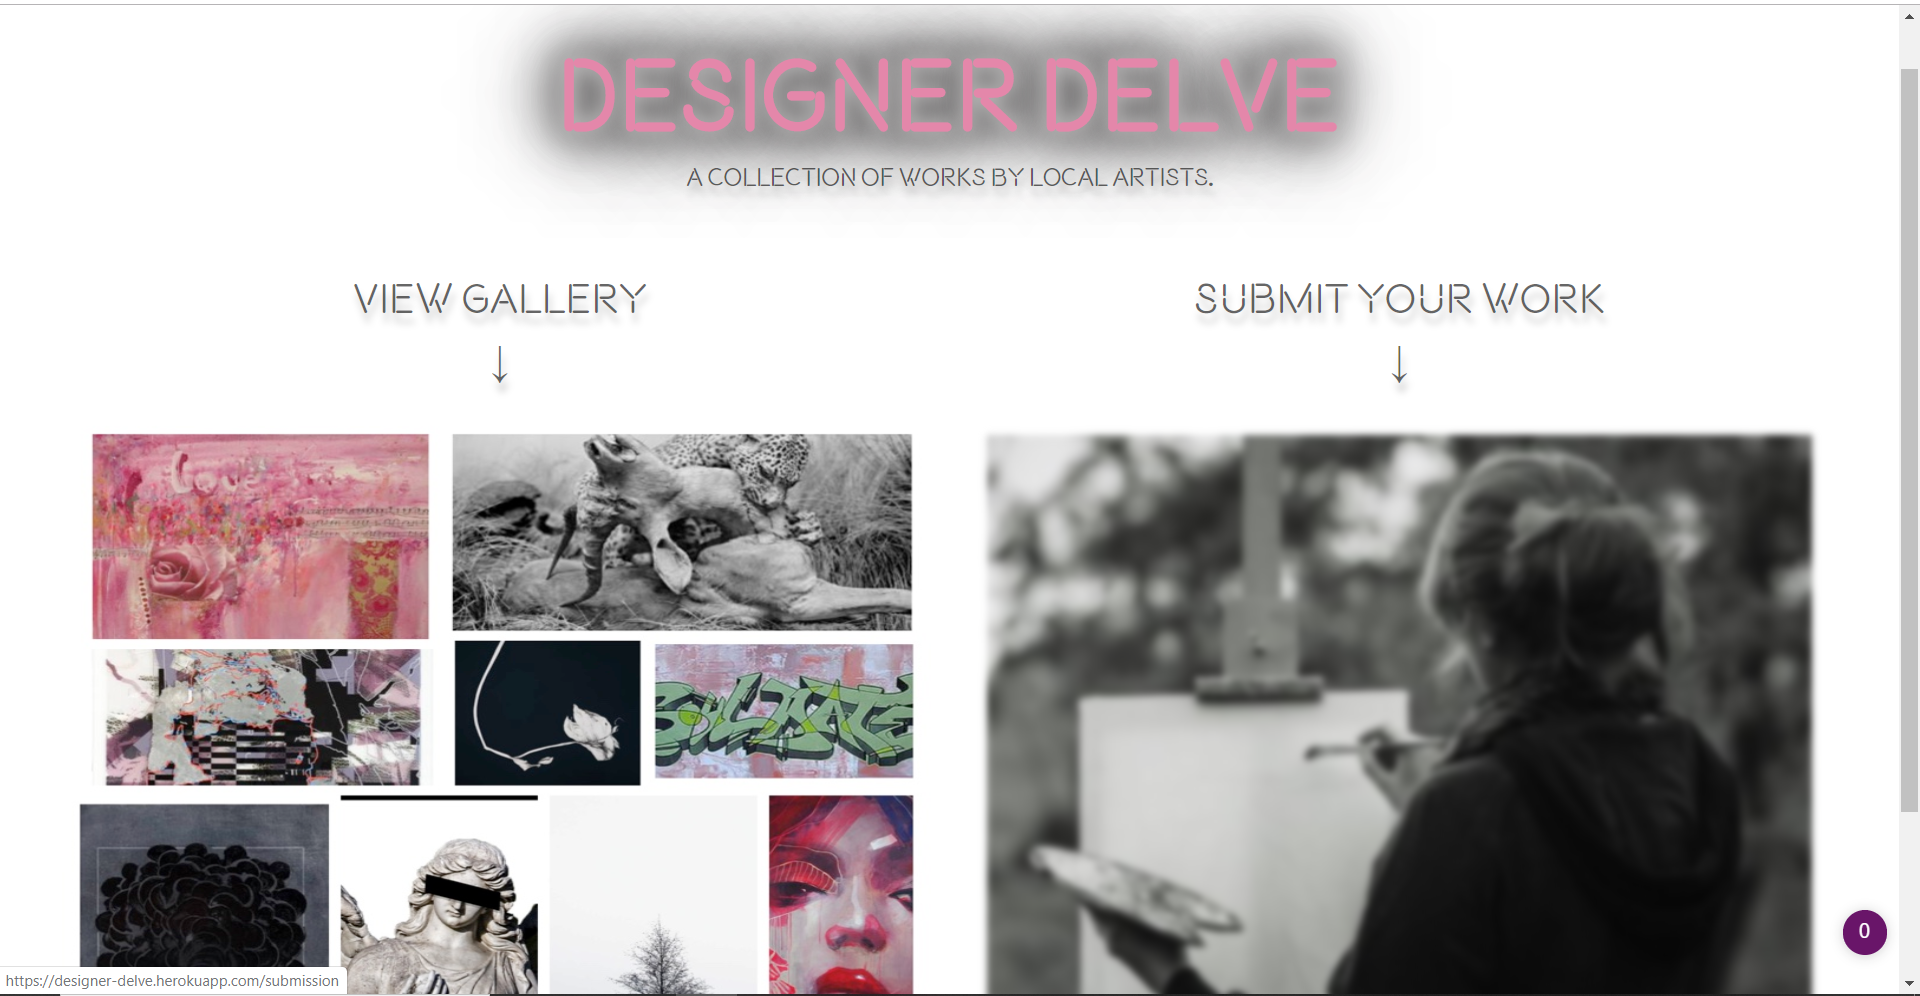 DESIGNER DELVE
A COLLECTION OF WORKS BY LOCAL ARTISTS.
VIEW GALLERY
SUBMIT YOUR WORK
↓
↓
Love
0
https://designer-delve.herokuapp.com/submission